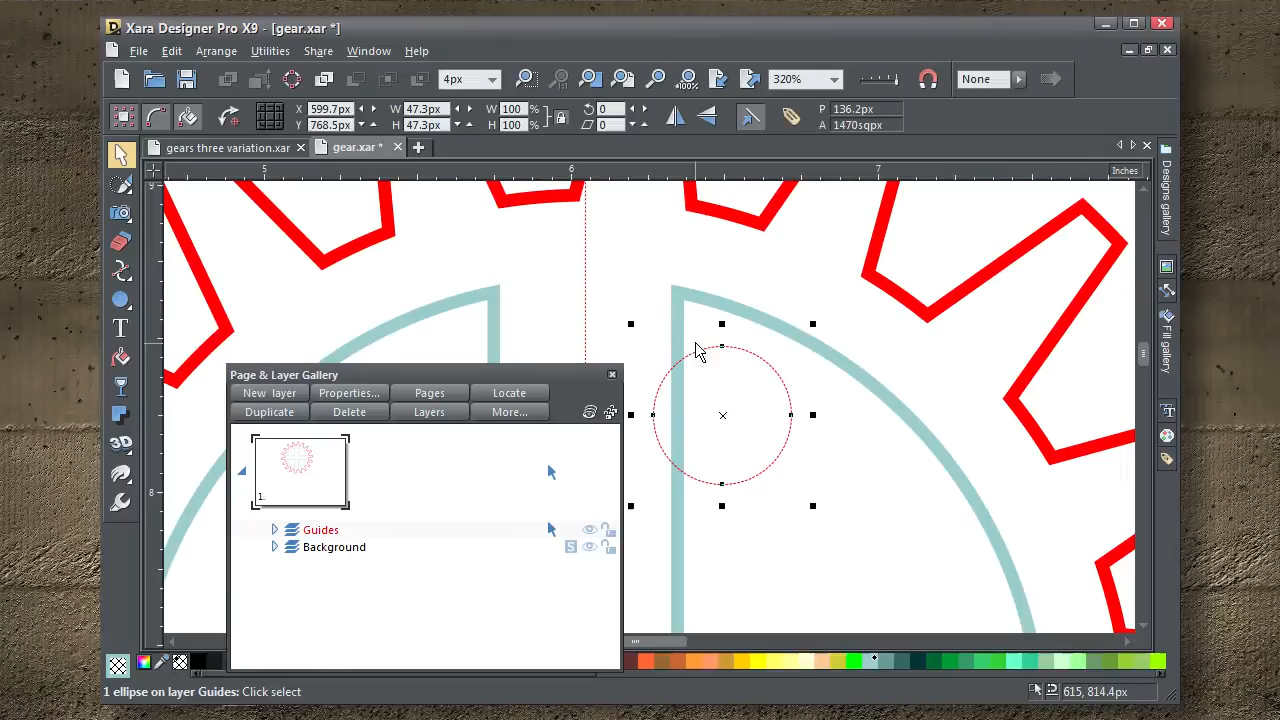 Xara Designer Pro X9 - [gear.xar *]
File Edit Arrange Utilities Share Window Help
4px 320% None
X 599.7px W 47.3px W 100 % 0 P 136.2px
Y 768.5px H 47.3px H 100 % 0 A 1470sqpx
gears three variation.xar gear.xar *
5 6 7 Inches
9
8
Designs gallery
Fill gallery
Page & Layer Gallery
New layer Properties... Pages Locate
Duplicate Delete Layers More...
1.
Guides
Background S
1 ellipse on layer Guides: Click select 615, 814.4px